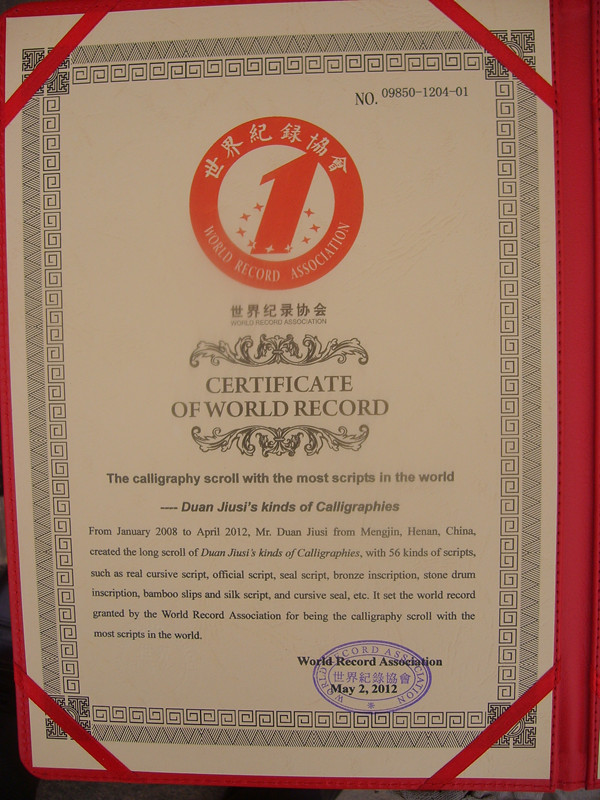 NO. 09850-1204-01
世界紀録協會
1
WORLD RECORD ASSOCIATION
世界纪录协会
WORLD RECORD ASSOCIATION
CERTIFICATE
OF WORLD RECORD
The calligraphy scroll with the most scripts in the world
---- Duan Jiusi's kinds of Calligraphies
From January 2008 to April 2012, Mr. Duan Jiusi from Mengjin, Henan, China,
created the long scroll of Duan Jiusi's kinds of Calligraphies, with 56 kinds of scripts,
such as real cursive script, official script, seal script, bronze inscription, stone drum
inscription, bamboo slips and silk script, and cursive seal, etc. It set the world record
granted by the World Record Association for being the calligraphy scroll with the
most scripts in the world.
World Record Association
WORLD RECORD ASSOCIATION
世界紀錄協會
May 2, 2012